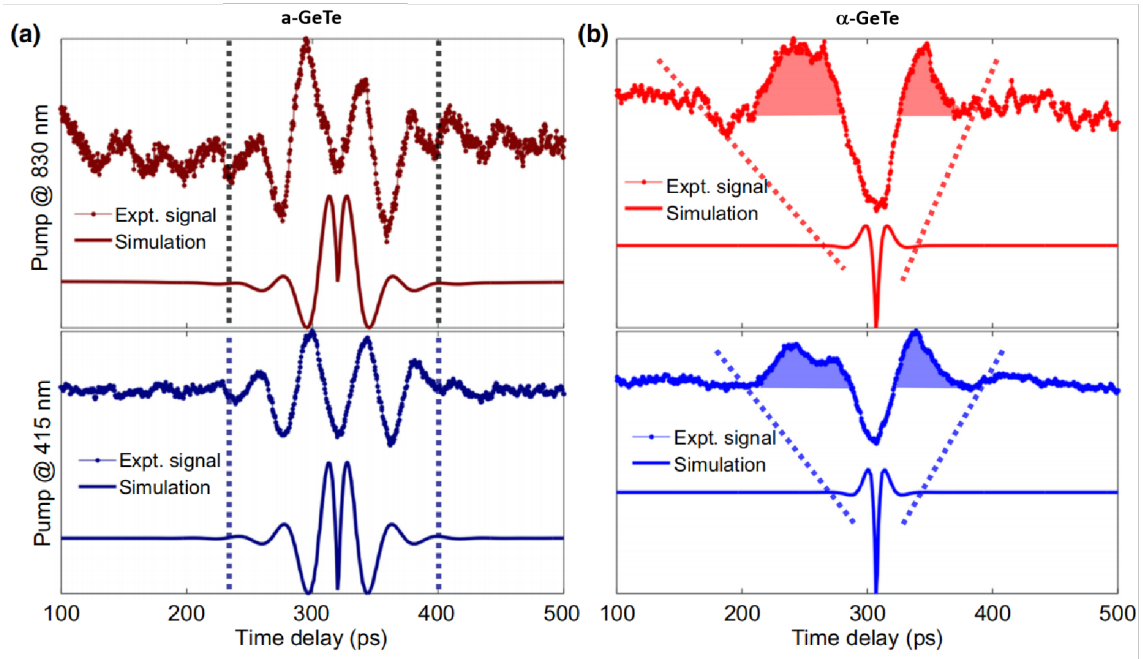 a-GeTe
α-GeTe
(a)
(b)
Pump @ 830 nm
Expt. signal
Simulation
Expt. signal
Simulation
Pump @ 415 nm
Expt. signal
Simulation
Expt. signal
Simulation
100 200 300 400 500
100 200 300 400 500
Time delay (ps)
Time delay (ps)